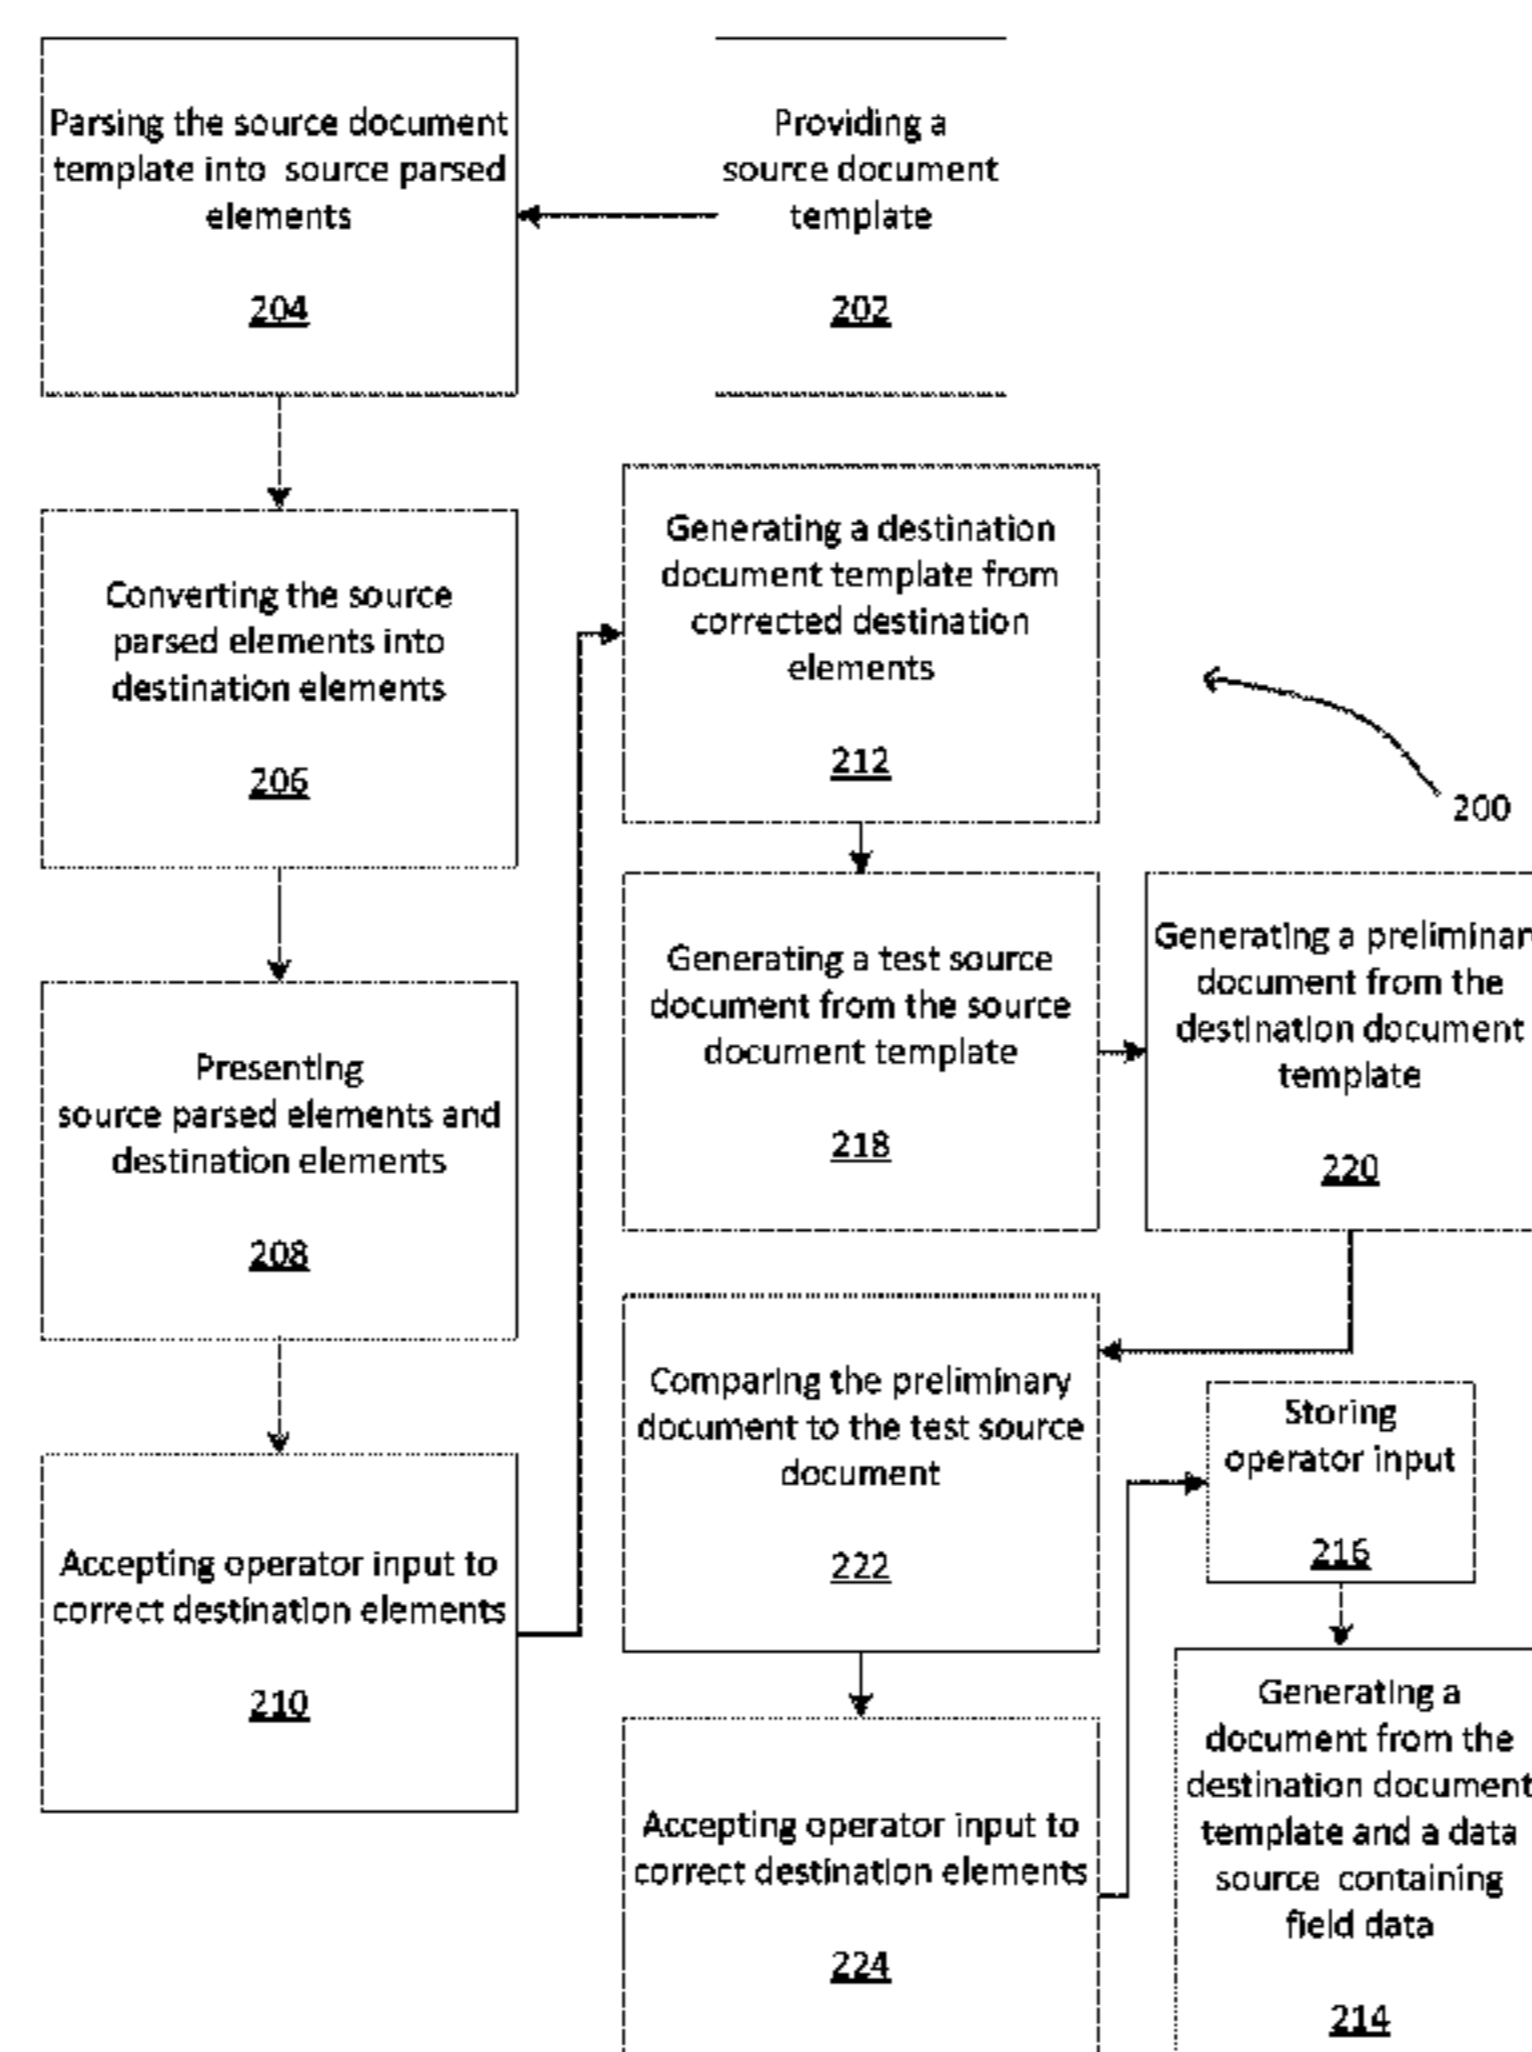 Parsing the source document
template into source parsed
elements
204
Providing a
source document
template
202
Converting the source
parsed elements into
destination elements
206
Presenting
source parsed elements and
destination elements
208
Accepting operator input to
correct destination elements
210
Generating a destination
document template from
corrected destination
elements
212
200
Generating a test source
document from the source
document template
218
Generating a preliminar
document from the
destination document
template
220
Comparing the preliminary
document to the test source
document
222
Accepting operator input to
correct destination elements
224
Storing
operator input
216
Generating a
document from the
destination document
template and a data
source containing
field data
214